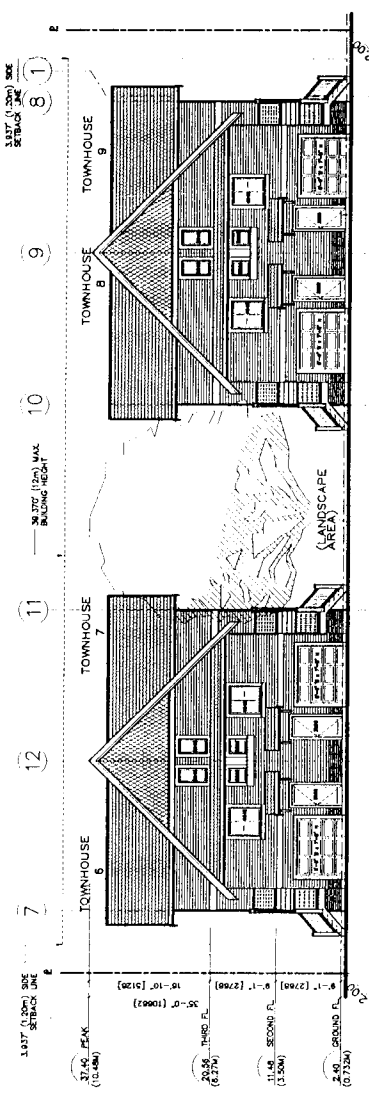 3.937' (1.20m) SIDE
SETBACK LINE
7
12
11
39.370' (12m) MAX.
BUILDING HEIGHT
10
9
8
1
3.937' (1.20m) SIDE
SETBACK LINE
TOWNHOUSE
6
TOWNHOUSE
7
TOWNHOUSE
8
TOWNHOUSE
9
37.40 PEAK
(10.48M)
20.56 THIRD FL
(6.27M)
11.48 SECOND FL
(3.50M)
2.40 GROUND FL
(0.732M)
35'-0" [10662]
16'-10" [5128]
9'-1" [2768]
9'-1" [2768]
(LANDSCAPE
AREA)